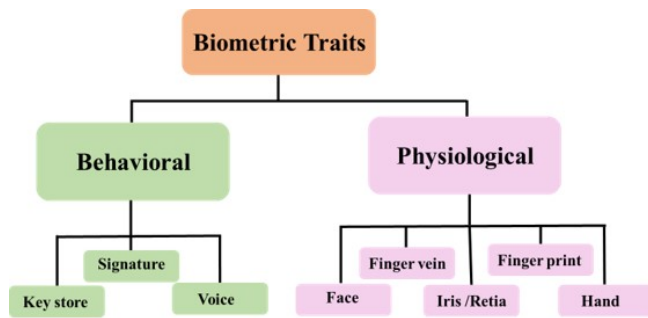 Biometric Traits
Behavioral
Physiological
Signature
Key store
Voice
Finger vein
Finger print
Face
Iris /Retia
Hand